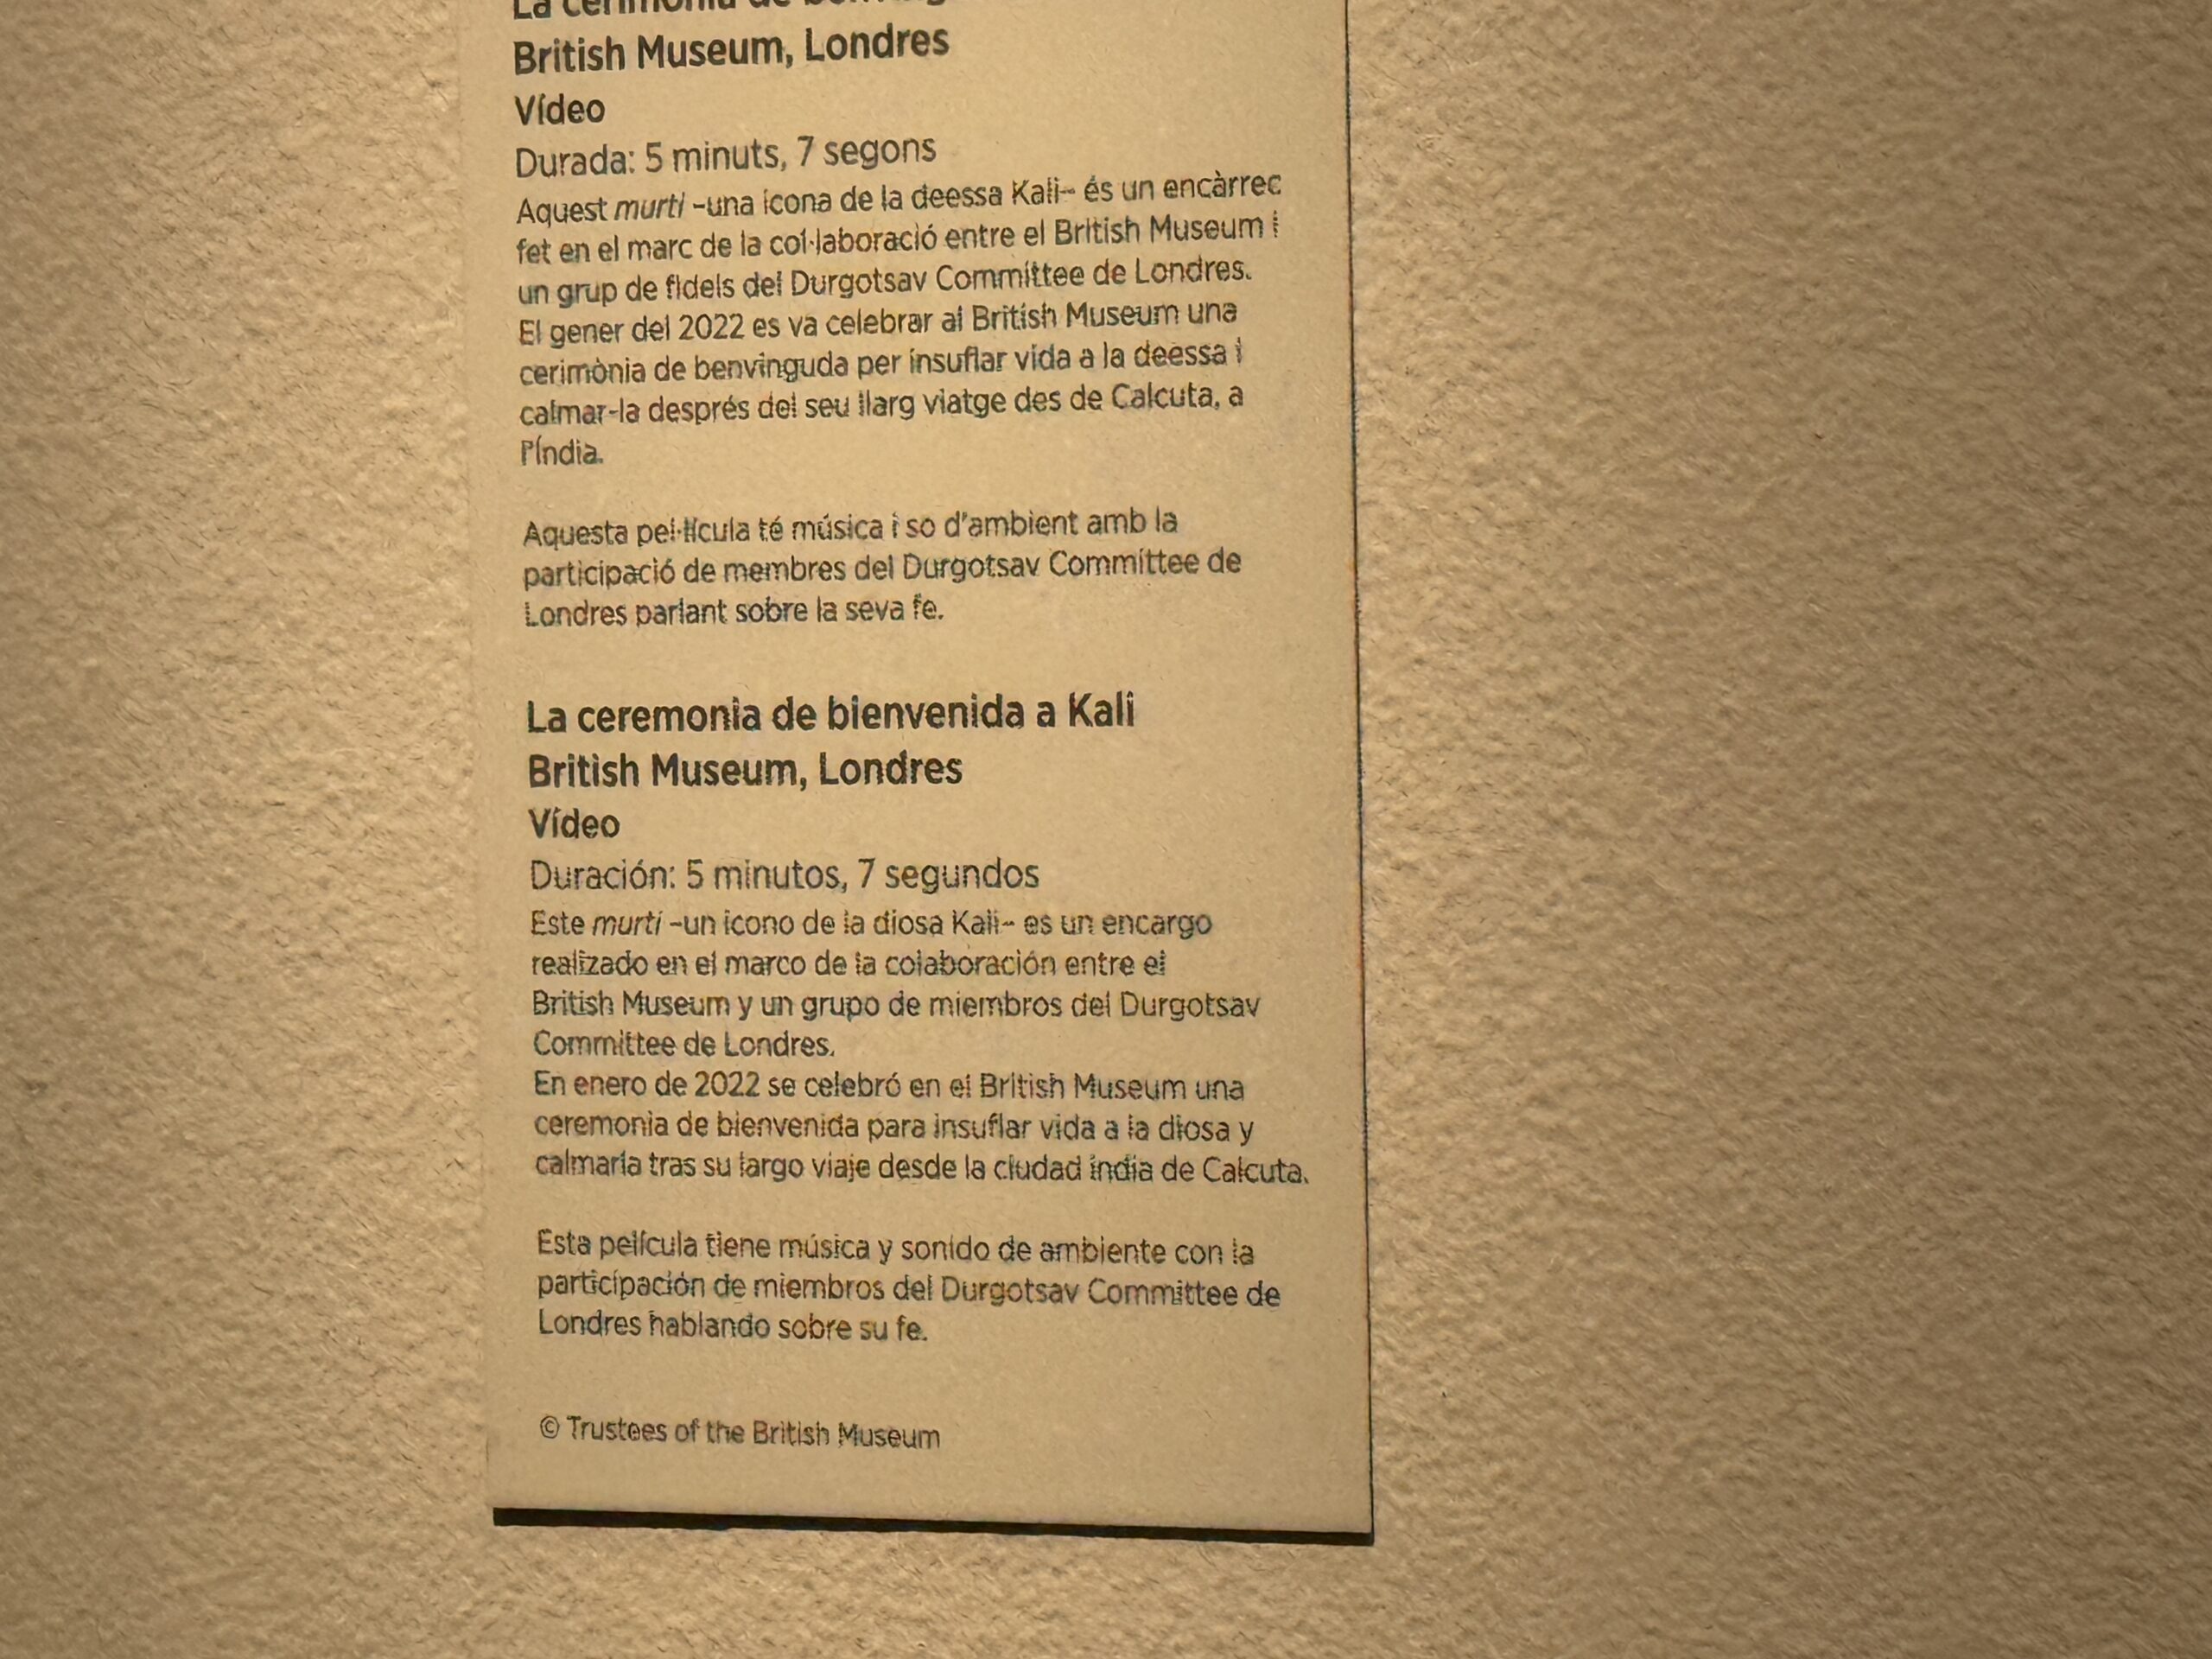 La cerimònia de
British Museum, Londres
Vídeo
Durada: 5 minuts, 7 segons
Aquest murti –una icona de la deessa Kali– és un encàrrec
fet en el marc de la col·laboració entre el British Museum i
un grup de fidels del Durgotsav Committee de Londres.
El gener del 2022 es va celebrar al British Museum una
cerimònia de benvinguda per insuflar vida a la deessa i
calmar-la després del seu llarg viatge des de Calcuta, a
l'Índia.
Aquesta pel·lícula té música i so d'ambient amb la
participació de membres del Durgotsav Committee de
Londres parlant sobre la seva fe.
La ceremonia de bienvenida a Kali
British Museum, Londres
Vídeo
Duración: 5 minutos, 7 segundos
Este murti –un icono de la diosa Kali– es un encargo
realizado en el marco de la colaboración entre el
British Museum y un grupo de miembros del Durgotsav
Committee de Londres.
En enero de 2022 se celebró en el British Museum una
ceremonia de bienvenida para insuflar vida a la diosa y
calmarla tras su largo viaje desde la ciudad india de Calcuta.
Esta película tiene música y sonido de ambiente con la
participación de miembros del Durgotsav Committee de
Londres hablando sobre su fe.
© Trustees of the British Museum